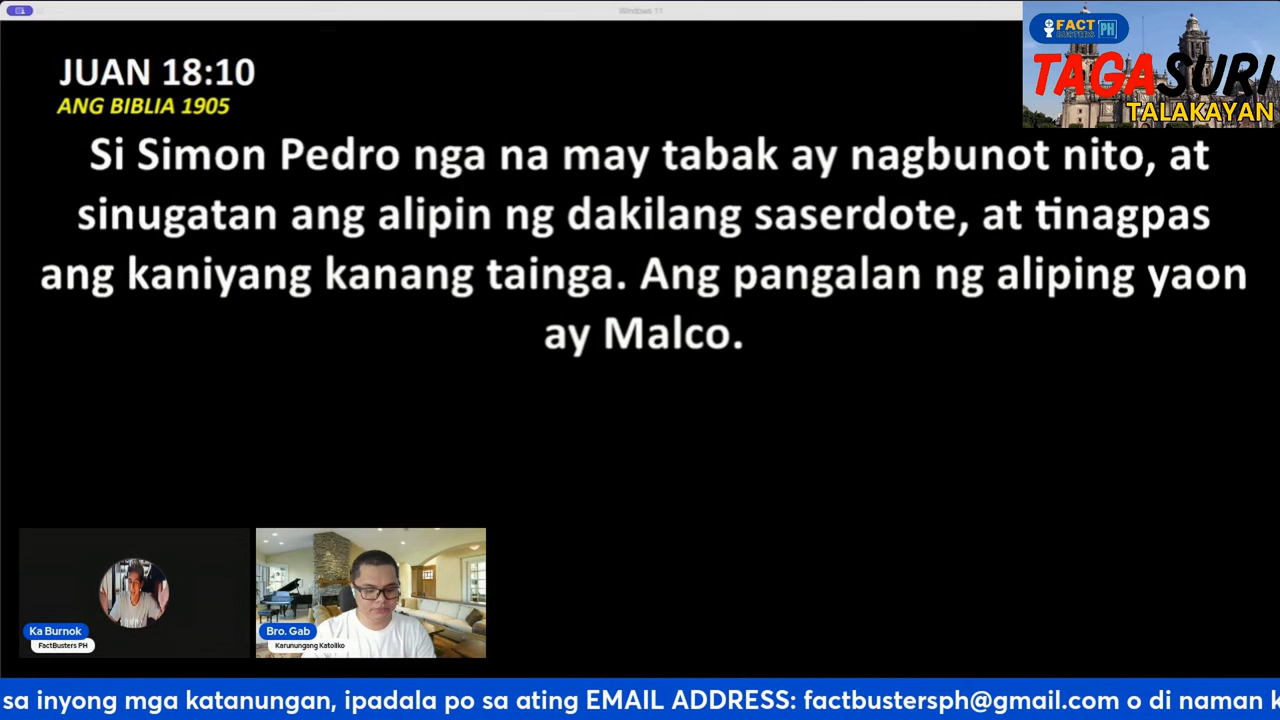 Windows 11
JUAN 18:10
ANG BIBLIA 1905
Si Simon Pedro nga na may tabak ay nagbunot nito, at
sinugatan ang alipin ng dakilang saserdote, at tinagpas
ang kaniyang kanang tainga. Ang pangalan ng aliping yaon
ay Malco.
FACT
BUSTERS
PH
TAGASURI
TALAKAYAN
Ka Burnok
FactBusters PH
Bro. Gab
Karunungang Katoliko
sa inyong mga katanungan, ipadala po sa ating EMAIL ADDRESS: factbustersph@gmail.com o di naman k